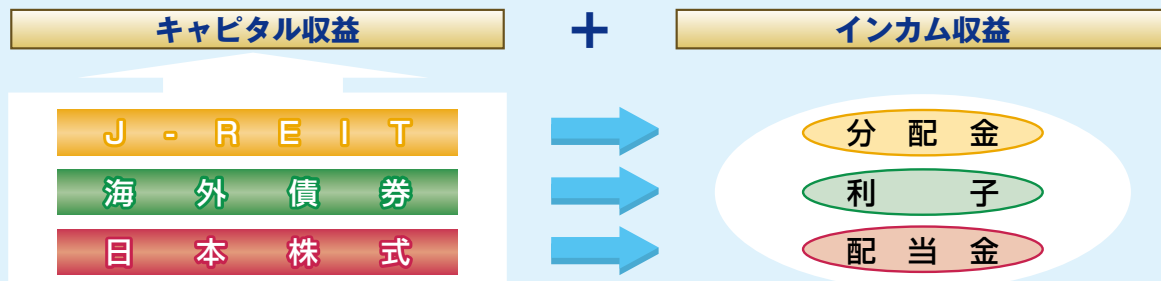 キャピタル収益 + インカム収益
J-REIT 分配金
海外債券 利子
日本株式 配当金